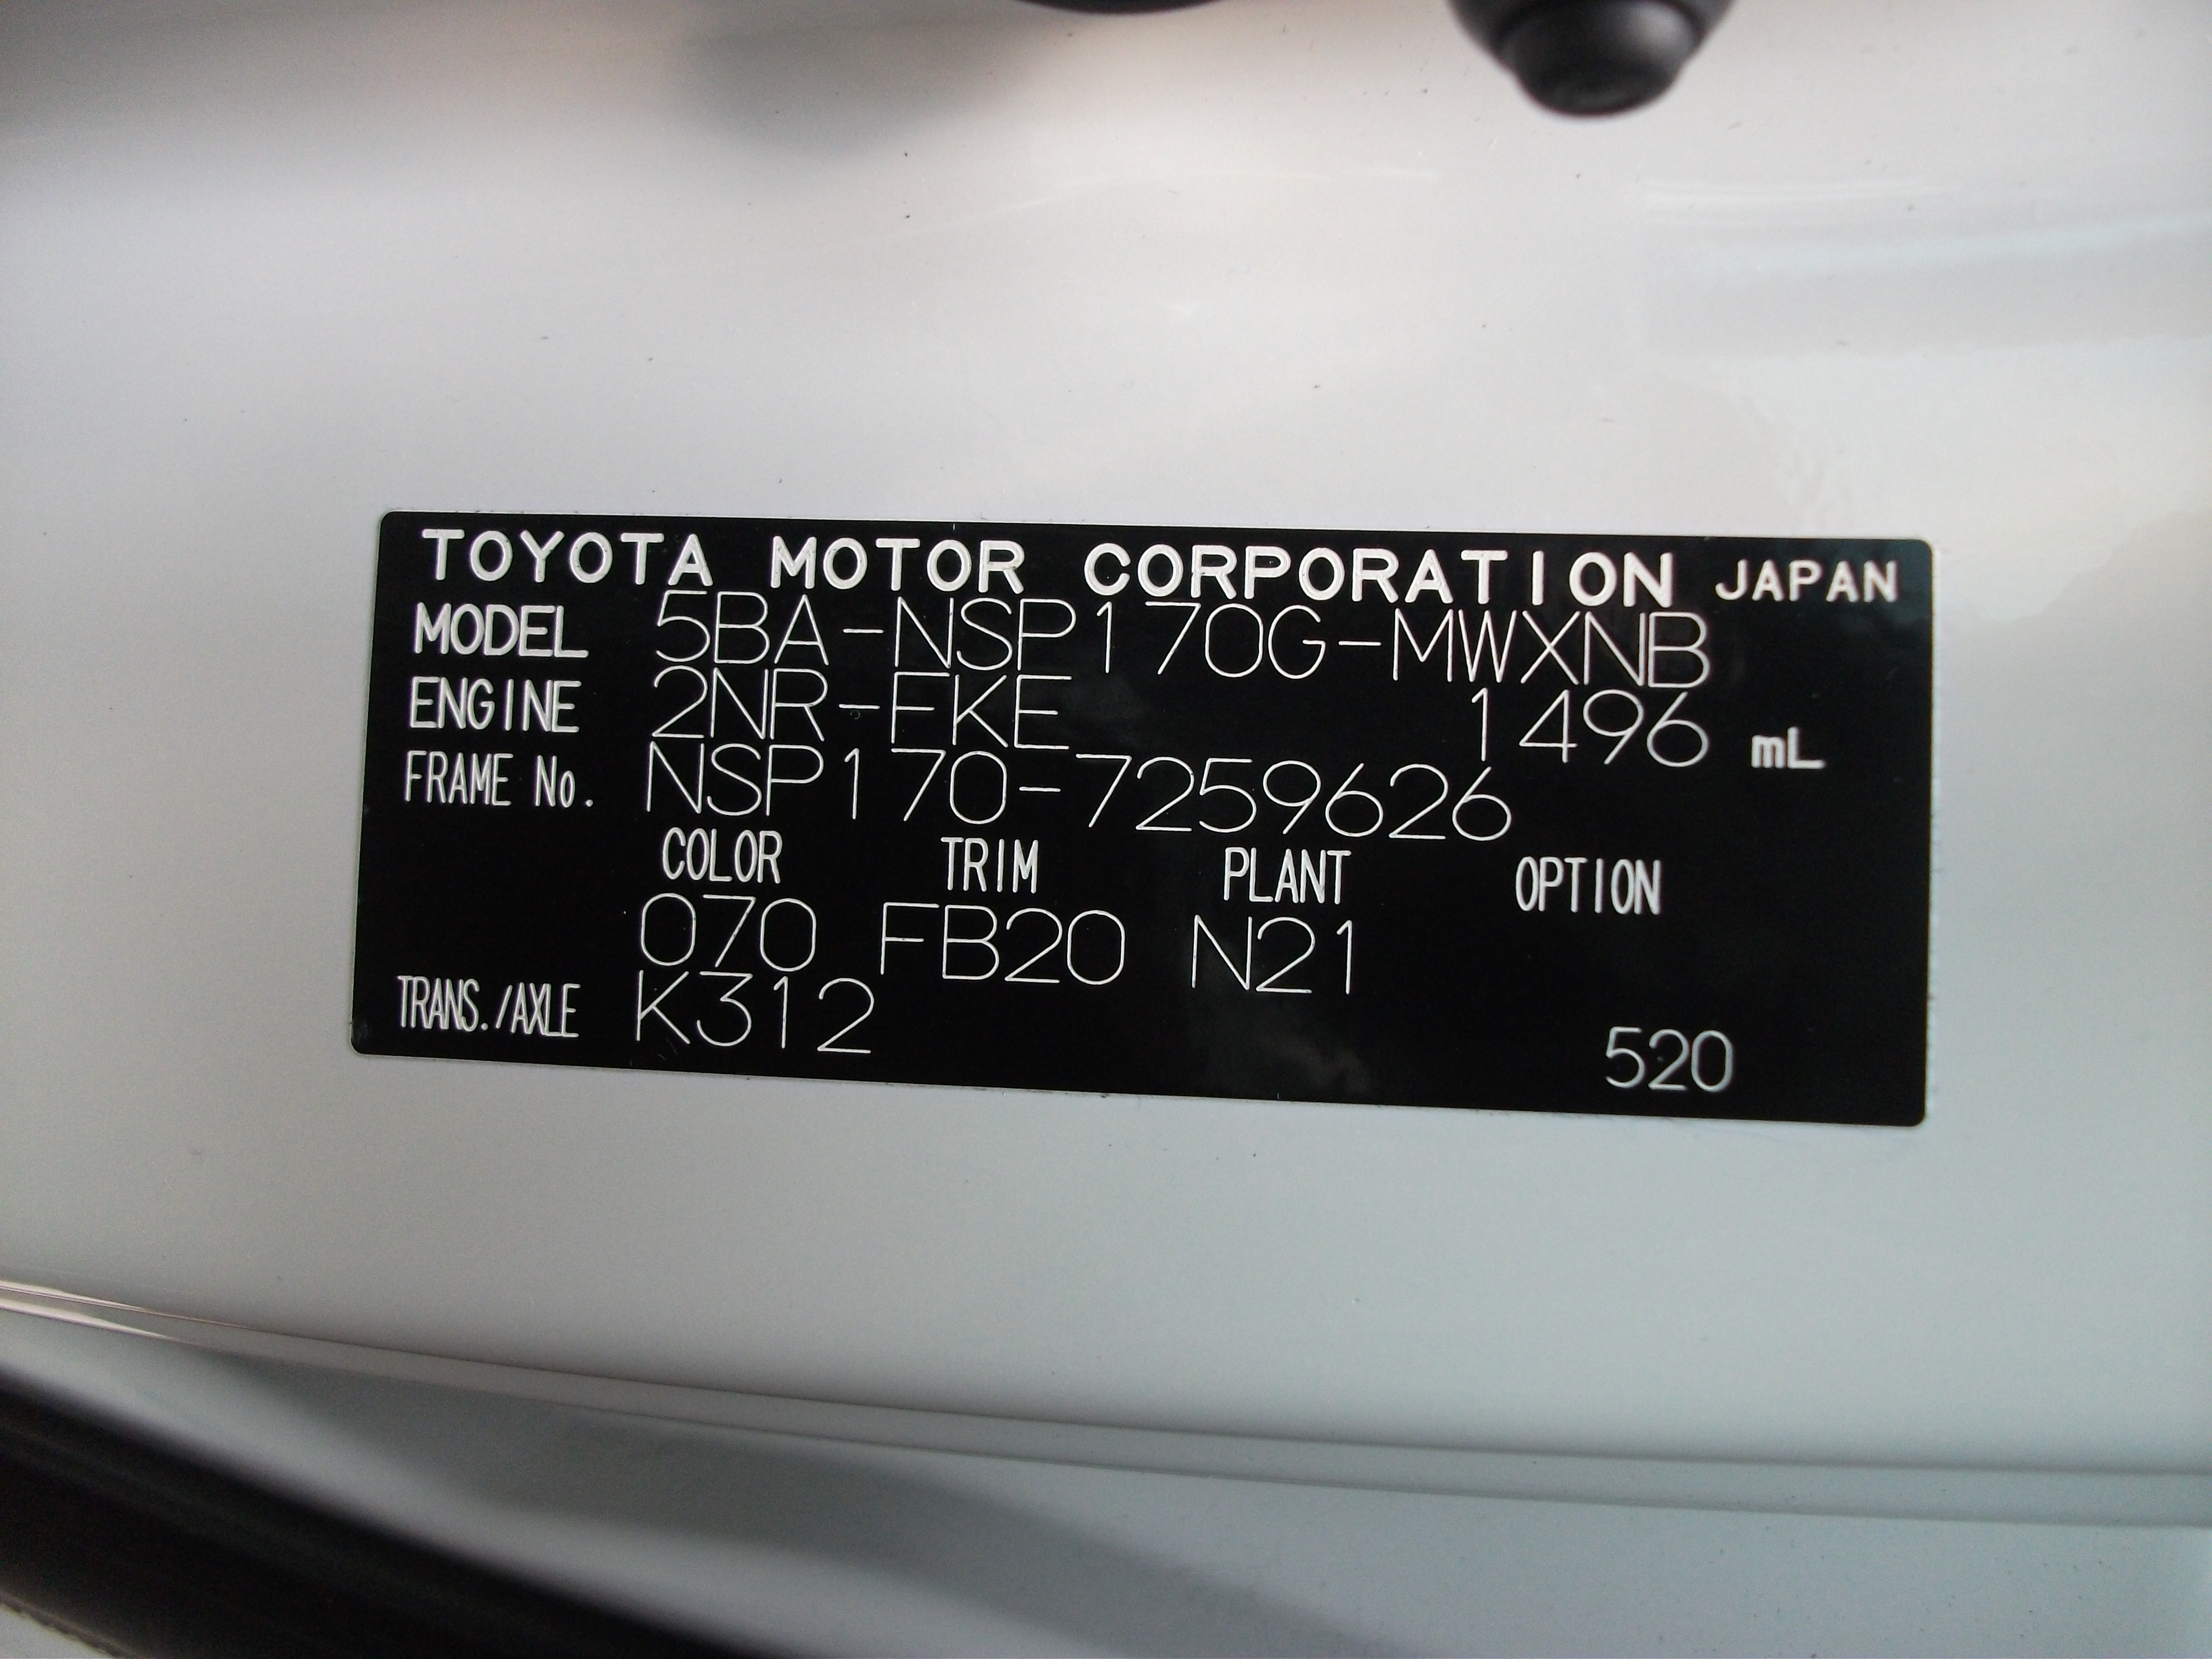 TOYOTA MOTOR CORPORATION JAPAN
MODEL 5BA-NSP170G-MWXNB
ENGINE 2NR-FKE 1496 mL
FRAME No. NSP170-7259626
COLOR TRIM PLANT OPTION
070 FB20 N21
TRANS./AXLE K312
520